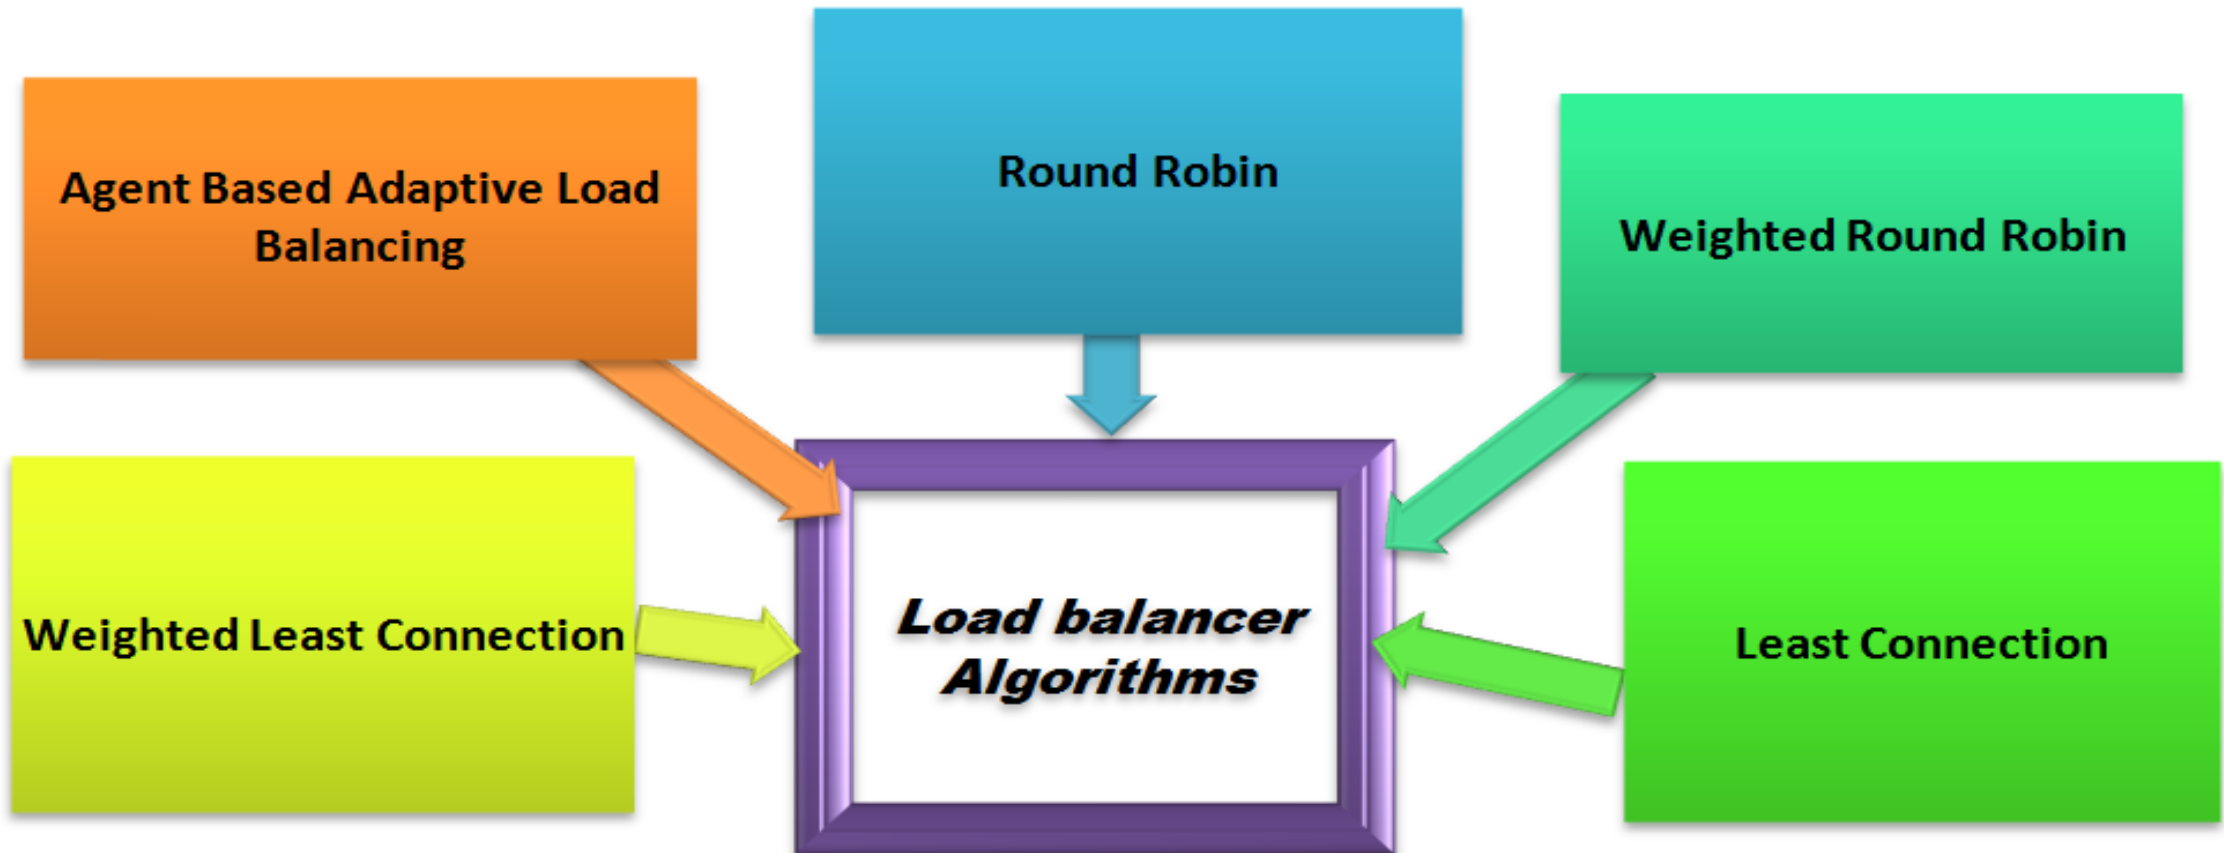 Round Robin
Agent Based Adaptive Load
Balancing
Weighted Round Robin
Weighted Least Connection
Load balancer
Algorithms
Least Connection